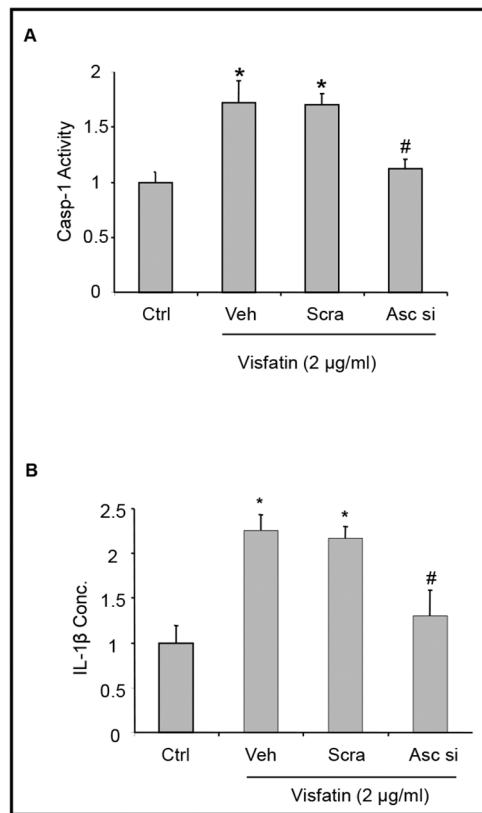 A
Casp-1 Activity
2
1.5
1
0.5
0
*
*
#
Ctrl Veh Scra Asc si
Visfatin (2 µg/ml)
B
IL-1β Conc.
2.5
2
1.5
1
0.5
0
*
*
#
Ctrl Veh Scra Asc si
Visfatin (2 µg/ml)